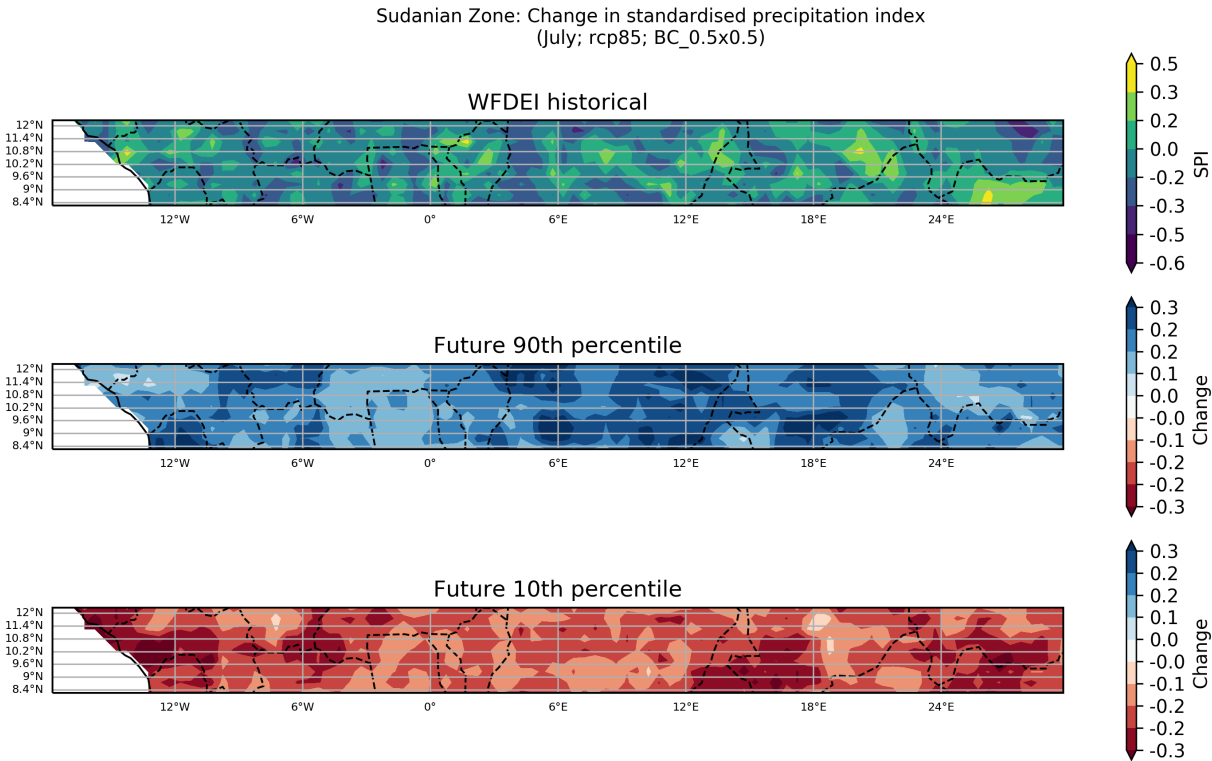 Sudanian Zone: Change in standardised precipitation index
(July; rcp85; BC_0.5x0.5)
WFDEI historical
12°N
11.4°N
10.8°N
10.2°N
9.6°N
9°N
8.4°N
12°W 6°W 0° 6°E 12°E 18°E 24°E
0.5
0.3
0.2
0.0
-0.2
-0.3
-0.5
-0.6
SPI
Future 90th percentile
12°N
11.4°N
10.8°N
10.2°N
9.6°N
9°N
8.4°N
12°W 6°W 0° 6°E 12°E 18°E 24°E
0.3
0.2
0.2
0.1
0.0
-0.0
-0.1
-0.2
-0.2
-0.3
Change
Future 10th percentile
12°N
11.4°N
10.8°N
10.2°N
9.6°N
9°N
8.4°N
12°W 6°W 0° 6°E 12°E 18°E 24°E
0.3
0.2
0.2
0.1
0.0
-0.0
-0.1
-0.2
-0.2
-0.3
Change